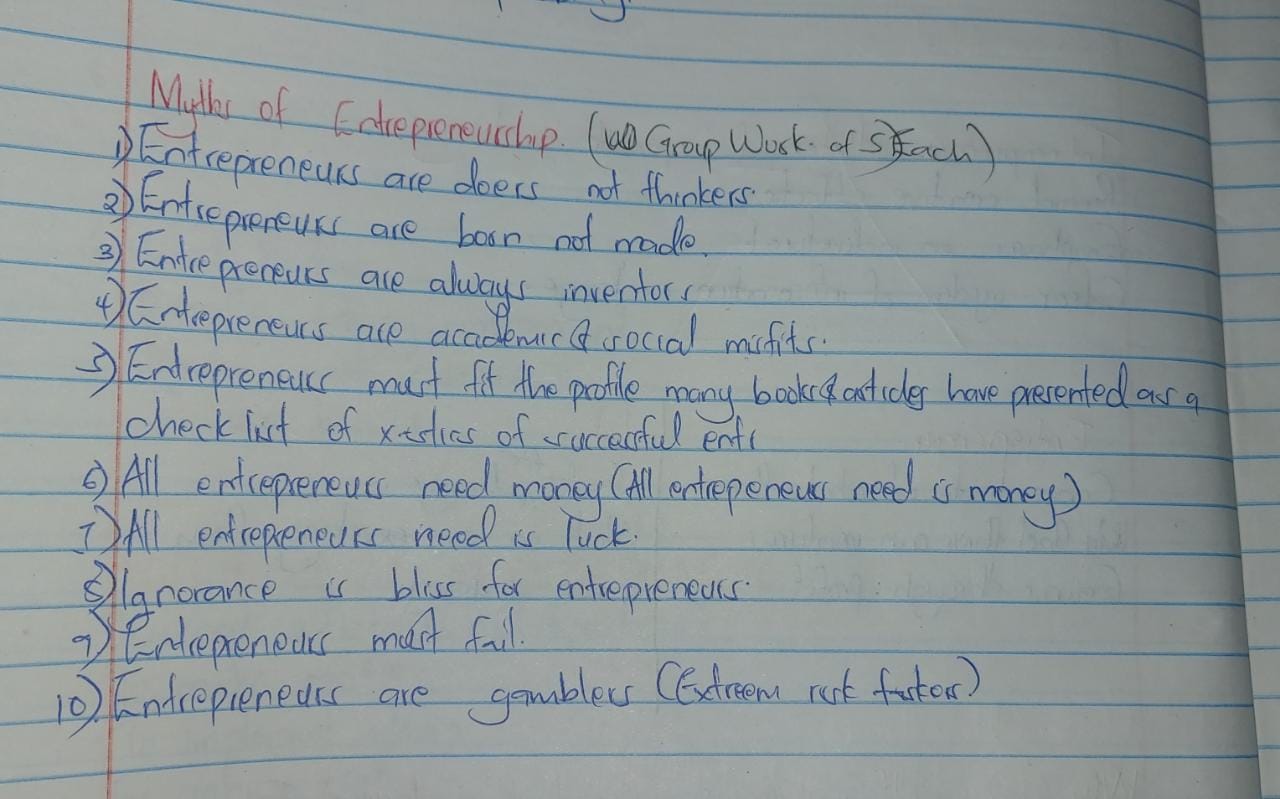 Myths of Entrepreneurship. (Group Work. of 5 Each)
1) Entrepreneurs are doers not thinkers.
2) Entrepreneurs are born not made.
3) Entrepreneurs are always inventors
4) Entrepreneurs are academic & social misfits.
5) Entrepreneurs must fit the profile many books & articles have presented as a
check list of x-stics of successful entr
6) All entrepreneurs need money (All entrepeneurs need is money)
7) All entrepreneurs need is luck.
8) Ignorance is bliss for entrepreneurs.
9) Entrepreneurs must fail.
10) Entrepreneurs are gamblers (Extreem risk)